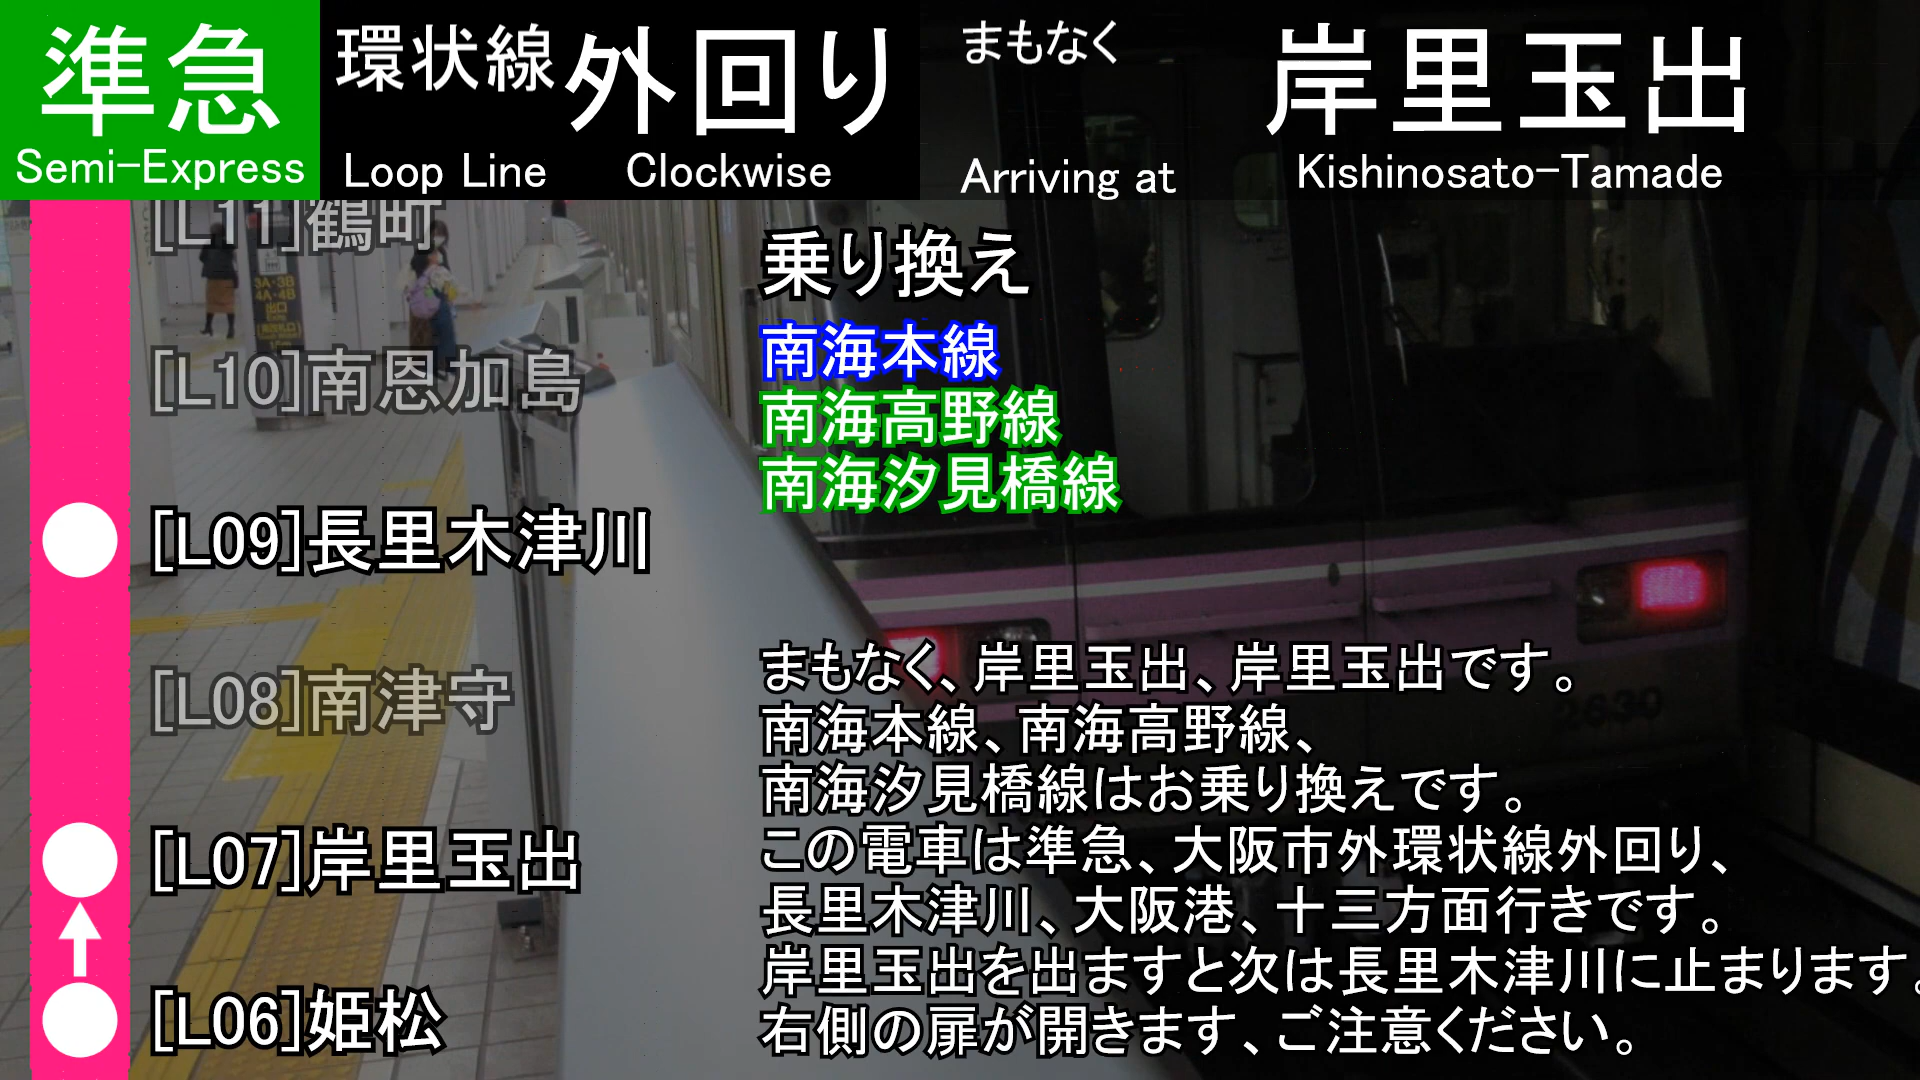 準急
Semi-Express
環状線 外回り
Loop Line Clockwise
まもなく
Arriving at
岸里玉出
Kishinosato-Tamade
[L11]鶴町
[L10]南恩加島
[L09]長里木津川
[L08]南津守
[L07]岸里玉出
[L06]姫松
3A・3B
4A・4B
出口
乗り換え
南海本線
南海高野線
南海汐見橋線
まもなく、岸里玉出、岸里玉出です。
南海本線、南海高野線、
南海汐見橋線はお乗り換えです。
この電車は準急、大阪市外環状線外回り、
長里木津川、大阪港、十三方面行きです。
岸里玉出を出ますと次は長里木津川に止まります。
右側の扉が開きます、ご注意ください。
2630